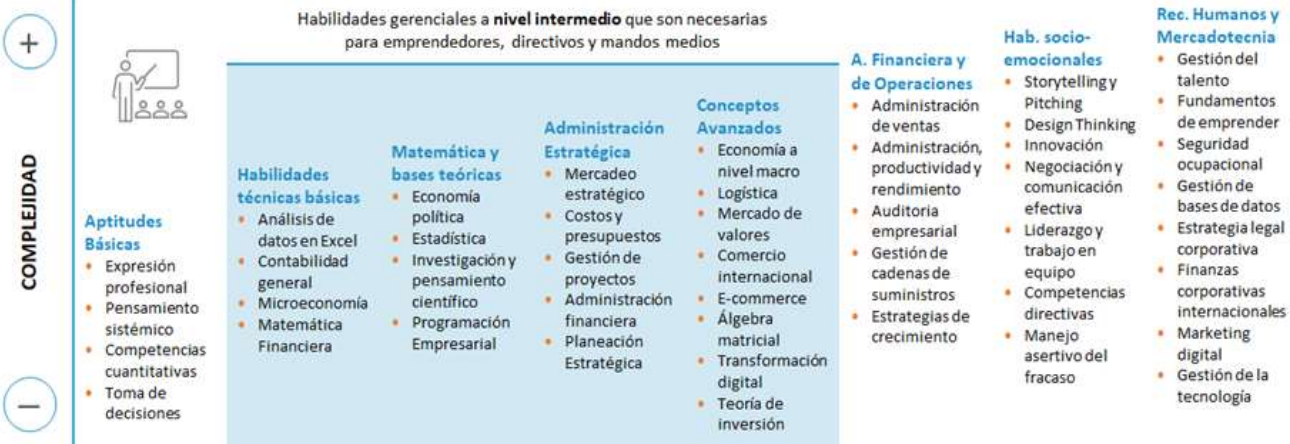 Habilidades gerenciales a nivel intermedio que son necesarias
para emprendedores, directivos y mandos medios
+
COMPLEJIDAD
−
Aptitudes
Básicas
• Expresión
profesional
• Pensamiento
sistémico
• Competencias
cuantitativas
• Toma de
decisiones
Habilidades
técnicas básicas
• Análisis de
datos en Excel
• Contabilidad
general
• Microeconomía
• Matemática
Financiera
Matemática y
bases teóricas
• Economía
política
• Estadística
• Investigación y
pensamiento
científico
• Programación
Empresarial
Administración
Estratégica
• Mercadeo
estratégico
• Costos y
presupuestos
• Gestión de
proyectos
• Administración
financiera
• Planeación
Estratégica
Conceptos
Avanzados
• Economía a
nivel macro
• Logística
• Mercado de
valores
• Comercio
internacional
• E-commerce
• Álgebra
matricial
• Transformación
digital
• Teoría de
inversión
A. Financiera y
de Operaciones
• Administración
de ventas
• Administración,
productividad y
rendimiento
• Auditoria
empresarial
• Gestión de
cadenas de
suministros
• Estrategias de
crecimiento
Hab. socio-
emocionales
• Storytelling y
Pitching
• Design Thinking
• Innovación
• Negociación y
comunicación
efectiva
• Liderazgo y
trabajo en
equipo
• Competencias
directivas
• Manejo
asertivo del
fracaso
Rec. Humanos y
Mercadotecnia
• Gestión del
talento
• Fundamentos
de emprender
• Seguridad
ocupacional
• Gestión de
bases de datos
• Estrategia legal
corporativa
• Finanzas
corporativas
internacionales
• Marketing
digital
• Gestión de la
tecnología